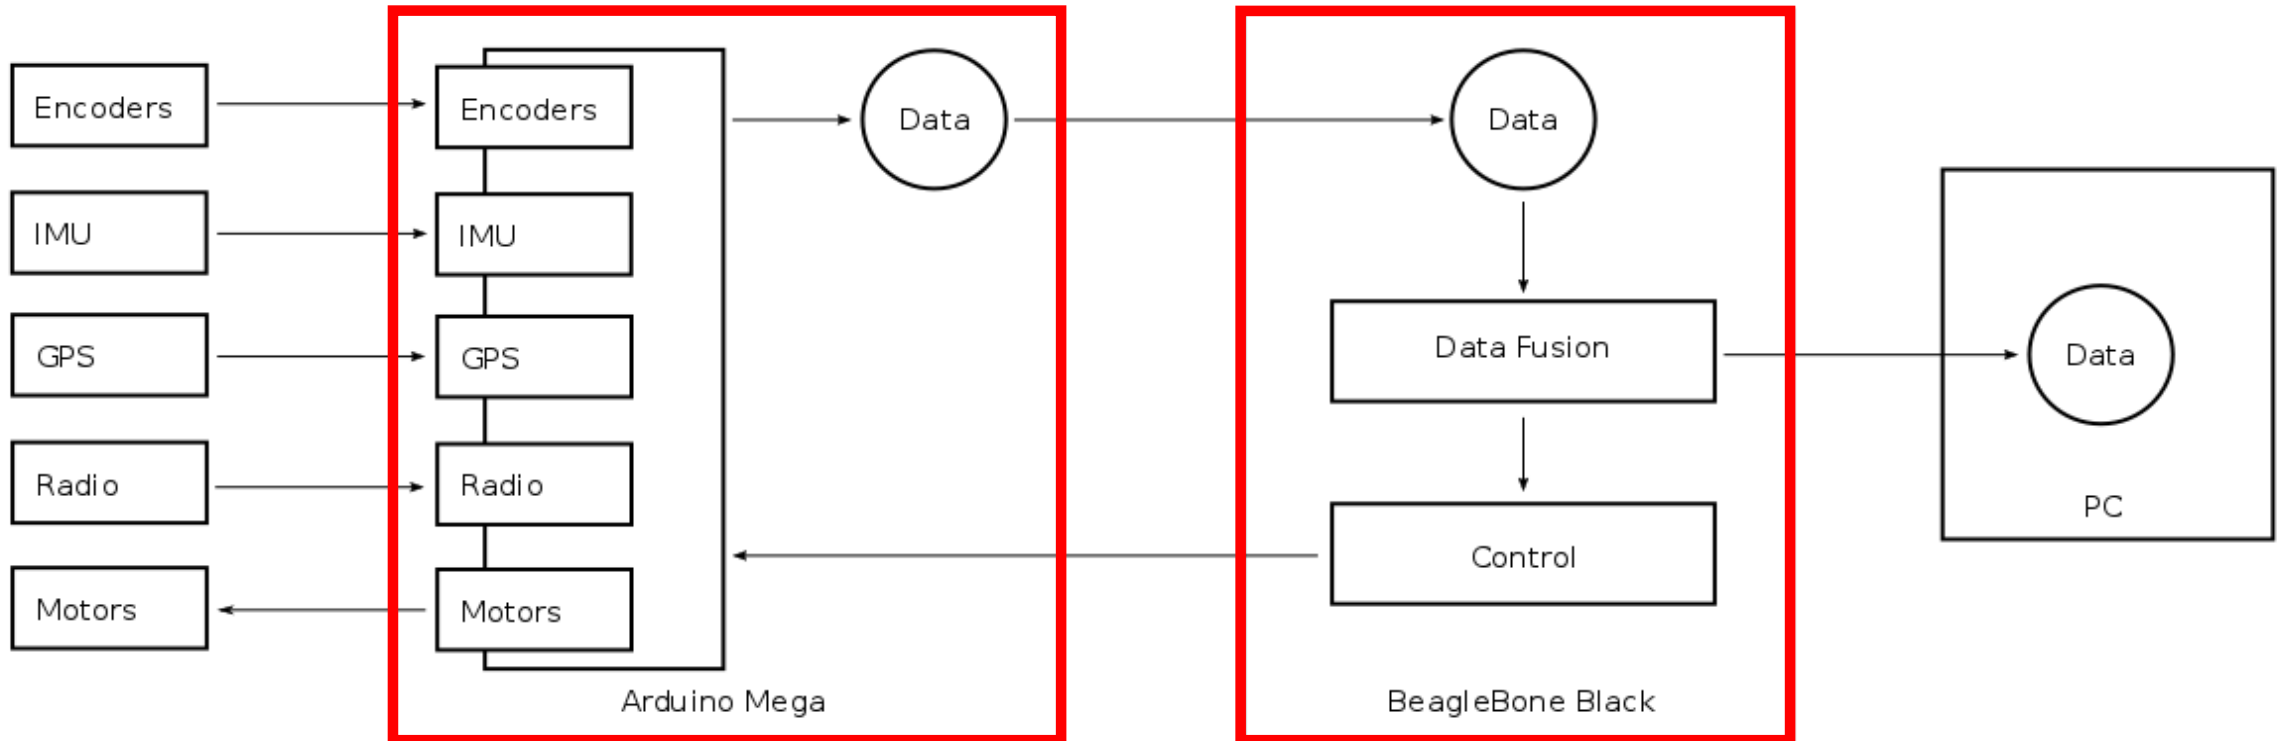 Encoders
IMU
GPS
Radio
Motors
Encoders
IMU
GPS
Radio
Motors
Data
Arduino Mega
Data
Data Fusion
Control
BeagleBone Black
Data
PC